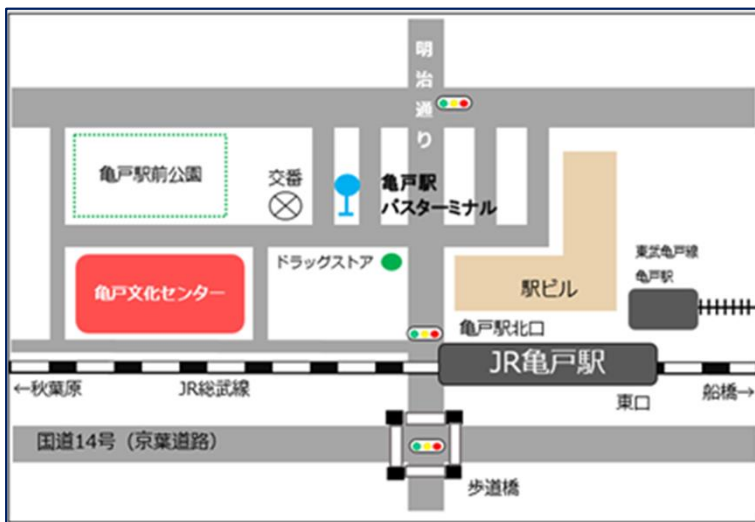 明治通り
亀戸駅前公園
交番
亀戸駅
バスターミナル
東武亀戸線
亀戸駅
ドラッグストア
亀戸文化センター
駅ビル
亀戸駅北口
JR亀戸駅
←秋葉原
JR総武線
東口
船橋→
国道14号（京葉道路）
歩道橋